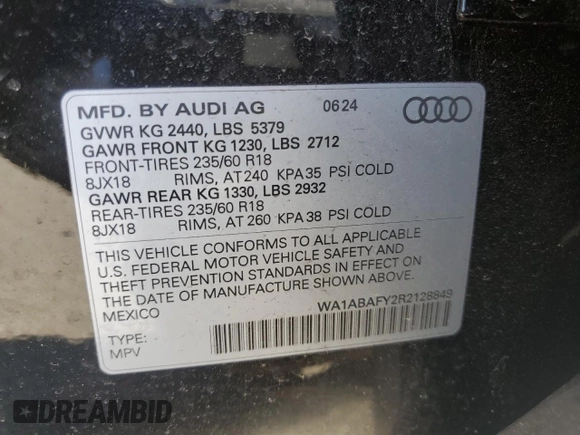 MFD. BY AUDI AG 06 24
GVWR KG 2440, LBS 5379
GAWR FRONT KG 1230, LBS 2712
FRONT-TIRES 235/60 R18
8JX18 RIMS, AT 240 KPA 35 PSI COLD
GAWR REAR KG 1330, LBS 2932
REAR-TIRES 235/60 R18
8JX18 RIMS, AT 260 KPA 38 PSI COLD
THIS VEHICLE CONFORMS TO ALL APPLICABLE
U.S. FEDERAL MOTOR VEHICLE SAFETY AND
THEFT PREVENTION STANDARDS IN EFFECT ON
THE DATE OF MANUFACTURE SHOWN ABOVE.
MEXICO
WA1ABAFY2R2128849
TYPE:
MPV
DREAMBID